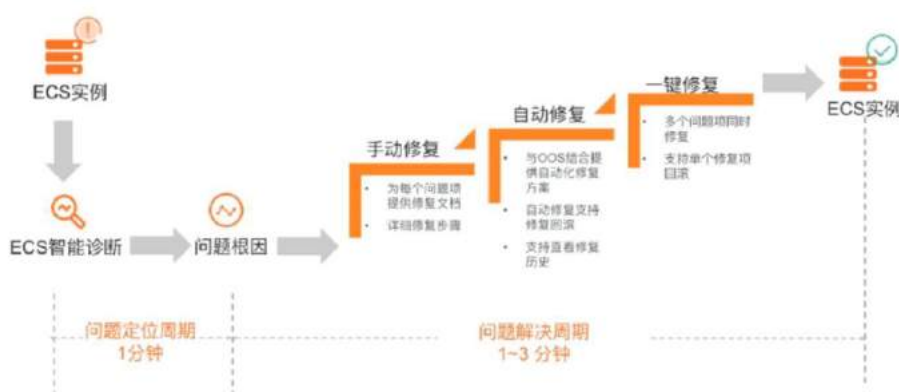 ECS实例
ECS智能诊断
问题根因
手动修复
• 为每个问题项
提供修复文档
• 详细修复步骤
自动修复
• 与OOS结合提
供自动化修复
方案
• 自动修复支持
修复回滚
• 支持查看修复
历史
一键修复
• 多个问题项同时
修复
• 支持单个修复项
回滚
ECS实例
问题定位周期
1分钟
问题解决周期
1~3 分钟